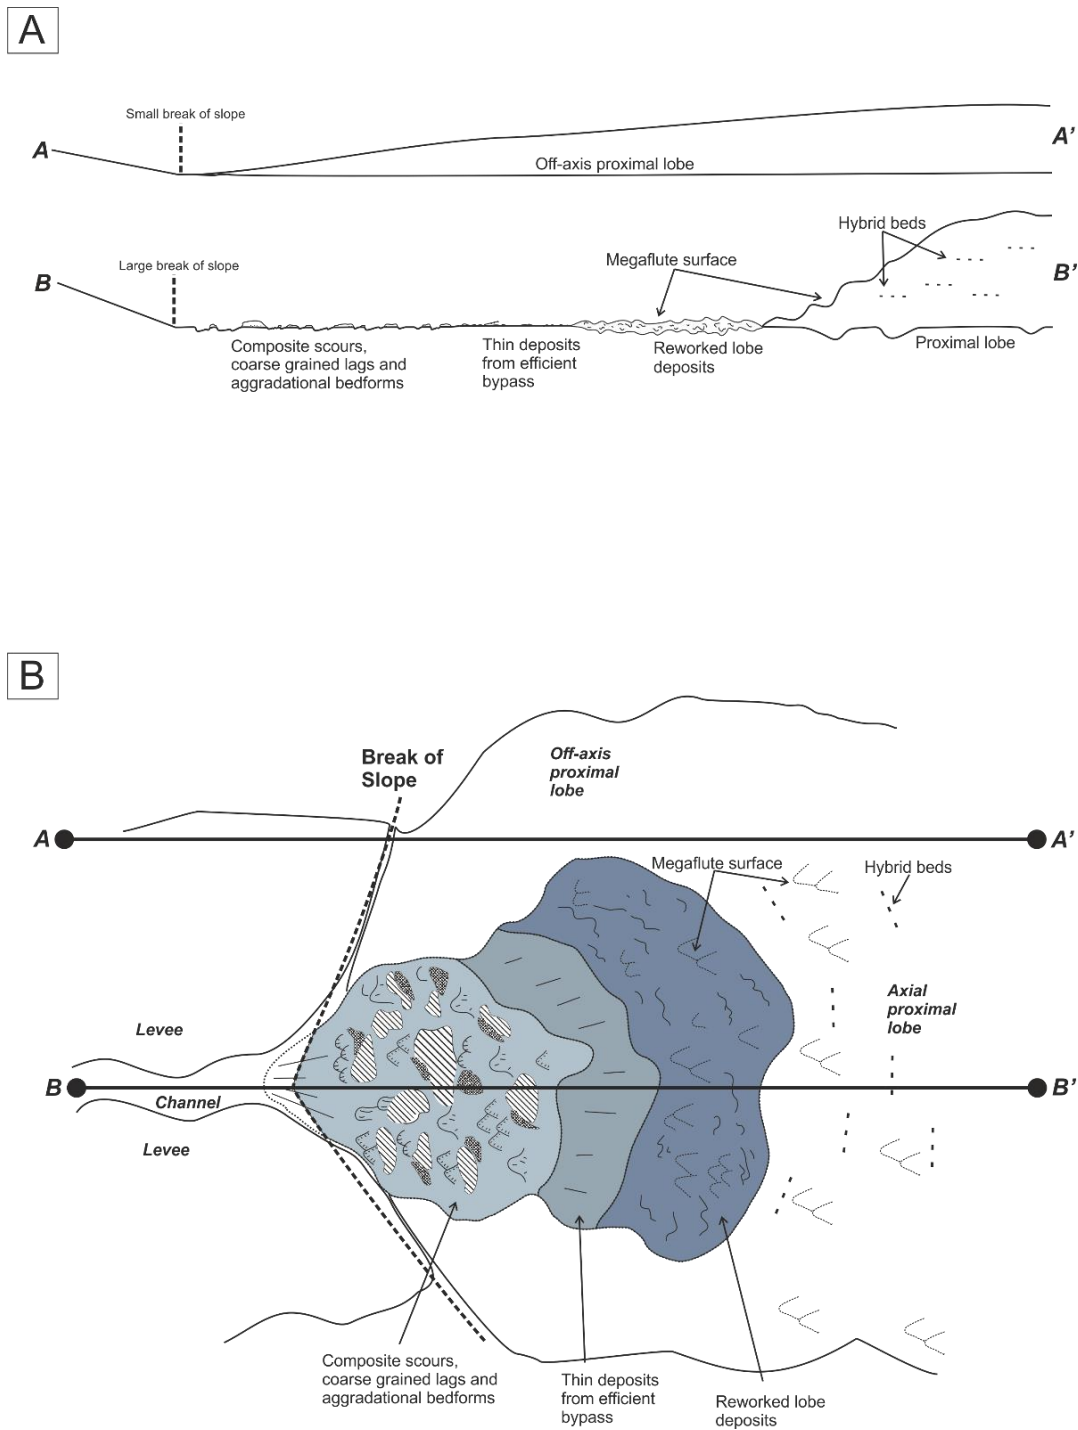 A
Small break of slope
A
A'
Off-axis proximal lobe
Hybrid beds
Megaflute surface
Large break of slope
B
B'
Composite scours,
coarse grained lags and
aggradational bedforms
Thin deposits
from efficient
bypass
Reworked lobe
deposits
Proximal lobe
B
Break of
Slope
Off-axis
proximal
lobe
A
A'
Megaflute surface
Hybrid beds
Axial
proximal
lobe
Levee
B
B'
Channel
Levee
Composite scours,
coarse grained lags and
aggradational bedforms
Thin deposits
from efficient
bypass
Reworked lobe
deposits